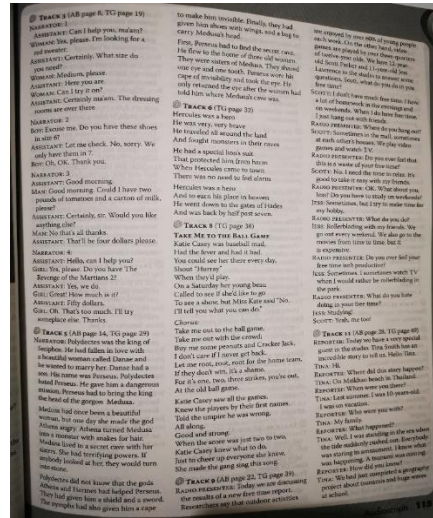 TRACK 3 (AB page 8, TG page 19)
NARRATOR: 1
ASSISTANT: Can I help you, ma'am?
WOMAN: Yes, please. I'm looking for a
red sweater.
ASSISTANT: Certainly. What size do
you need?
WOMAN: Medium, please.
ASSISTANT: Here you are.
WOMAN: Can I try it on?
ASSISTANT: Certainly ma'am. The dressing
rooms are over there.
NARRATOR: 2
BOY: Excuse me. Do you have these shoes
in size 6?
ASSISTANT: Let me check. No, sorry. We
only have them in 7.
BOY: Oh, OK. Thank you.
NARRATOR: 3
ASSISTANT: Good morning.
MAN: Good morning. Could I have two
pounds of tomatoes and a carton of milk,
please?
ASSISTANT: Certainly, sir. Would you like
anything else?
MAN: No that's all thanks.
ASSISTANT: That'll be four dollars please.
NARRATOR: 4
ASSISTANT: Hello, can I help you?
GIRL: Yes, please. Do you have The
Revenge of the Martians 2?
ASSISTANT: Yes, we do.
GIRL: Great! How much is it?
ASSISTANT: Fifty dollars.
GIRL: Oh. That's too much. I'll try
someplace else. Thanks.
TRACK 5 (AB page 14, TG page 29)
NARRATOR: Polydectes was the king of
Seriphos. He had fallen in love with
a beautiful woman called Danae and
he wanted to marry her. Danae had a
son. His name was Perseus. Polydectes
hated Perseus. He gave him a dangerous
mission. Perseus had to bring the king
the head of the gorgon Medusa.
Medusa had once been a beautiful
woman, but one day she made the god
Athena angry. Athena turned Medusa
into a monster with snakes for hair.
Medusa lived in a secret cave with her
sisters. She had terrifying powers. If
anybody looked at her, they would turn
into stone.
Polydectes did not know that the gods
Athena and Hermes had helped Perseus.
They had given him a shield and a sword.
The nymphs had also given him a cape
to make him invisible. Finally, they had
given him shoes with wings, and a bag to
carry Medusa's head.
First, Perseus had to find the secret cave.
He flew to the home of three old women.
They were sisters of Medusa. They shared
one eye and one tooth. Perseus wore his
cape of invisibility and took the eye. He
only returned the eye after the women had
told him where Medusa's cave was.
TRACK 6 (TG page 32)
Hercules was a hero
He was very, very brave
He traveled all around the land
And fought monsters in their caves
He had a special lion's suit
That protected him from harm
When Hercules came to town
There was no need to feel alarm
Hercules was a hero
And to earn his place in heaven
He went down to the gates of Hades
And was back by half past seven.
TRACK 8 (TG page 38)
TAKE ME TO THE BALL GAME
Katie Casey was baseball mad,
Had the fever and had it bad.
You could see her there every day,
Shout "Hurray"
When they'd play.
On a Saturday her young beau
Called to see if she'd like to go
To see a show, but Miss Kate said "No,
I'll tell you what you can do."
Chorus:
Take me out to the ball game,
Take me out with the crowd;
Buy me some peanuts and Cracker Jack,
I don't care if I never get back.
Let me root, root, root for the home team,
If they don't win, it's a shame.
For it's one, two, three strikes, you're out,
At the old ball game.
Katie Casey saw all the games,
Knew the players by their first names.
Told the umpire he was wrong,
All along,
Good and strong.
When the score was just two to two,
Katie Casey knew what to do.
Just to cheer up everyone she knew,
She made the gang sing this song.
TRACK 9 (AB page 22, TG page 39)
RADIO PRESENTER: Today, we are discussing
the results of a new free time report.
Researchers say that outdoor activities
are enjoyed by over 60% of young people
each week. On the other hand, video
games are played by over three quarters
of twelve-year olds. We have 12-year-
old Scott Parker and 11-year-old Jess
Lawrence in the studio to answer some
questions. Scott, what do you do in your
free time?
SCOTT: I don't have much free time. I have
a lot of homework in the evenings and
on weekends. When I do have free time,
I just hang out with friends.
RADIO PRESENTER: Where do you hang out?
SCOTT: Sometimes in the mall, sometimes
at each other's houses. We play video
games and watch TV.
RADIO PRESENTER: Do you ever feel that
this is a waste of your free time?
SCOTT: No. I need the time to relax. It's
good to take it easy with my friends.
RADIO PRESENTER: OK. What about you,
Jess? Do you have to study on weekends?
JESS: Sometimes, but I try to make time for
my hobby.
RADIO PRESENTER: What do you do?
JESS: Rollerblading with my friends. We
go out every weekend. We also go to the
movies from time to time but it
is expensive.
RADIO PRESENTER: Do you ever feel your
free time isn't productive?
JESS: Sometimes. I sometimes watch TV
when I would rather be rollerblading in
the park.
RADIO PRESENTER: What do you hate
doing in your free time?
JESS: Studying!
SCOTT: Yeah, me too!
TRACK 11 (AB page 28, TG page 49)
REPORTER: Today we have a very special
guest in the studio. Tina Smith has an
incredible story to tell us. Hello Tina.
TINA: Hi.
REPORTER: Where did this story happen?
TINA: On Maikhao beach in Thailand.
REPORTER: When were you there?
TINA: Last summer. I was 10-years-old.
I was on vacation.
REPORTER: Who were you with?
TINA: My family.
REPORTER: What happened?
TINA: Well, I was standing in the sea when
the tide suddenly rushed out. Everybody
was staring in amazement. I knew what
was happening. A tsunami was coming.
REPORTER: How did you know?
TINA: We had just completed a geography
project about tsunamis and huge waves
at school.
Audioscript 115